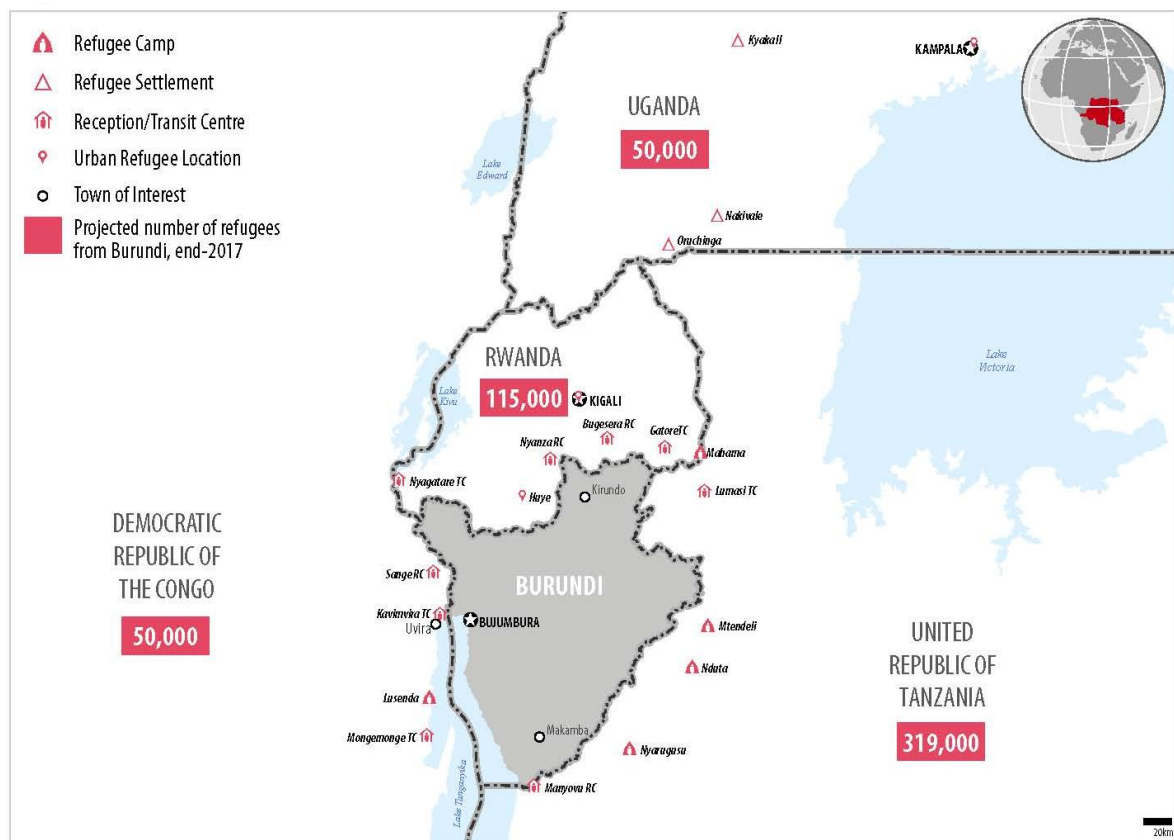 Refugee Camp
Refugee Settlement
Reception/Transit Centre
Urban Refugee Location
Town of Interest
Projected number of refugees
from Burundi, end-2017
Kyakaii
KAMPALA
UGANDA
50,000
Lake
Edward
Nakivale
Oruchinga
Lake
Victoria
RWANDA
115,000
KIGALI
Lake
Kivu
Bugesera RC
Gatore TC
Nyanza RC
Mahama
Nyagatare TC
Huye
Kirundo
Lumasi TC
DEMOCRATIC
REPUBLIC OF
THE CONGO
50,000
Sange RC
BURUNDI
Kavimvira TC
Uvira
BUJUMBURA
Mtendeli
Nduta
UNITED
REPUBLIC OF
TANZANIA
319,000
Lusenda
Mongemonge TC
Makamba
Nyarugusu
Manyovu RC
Lake Tanganyika
20km